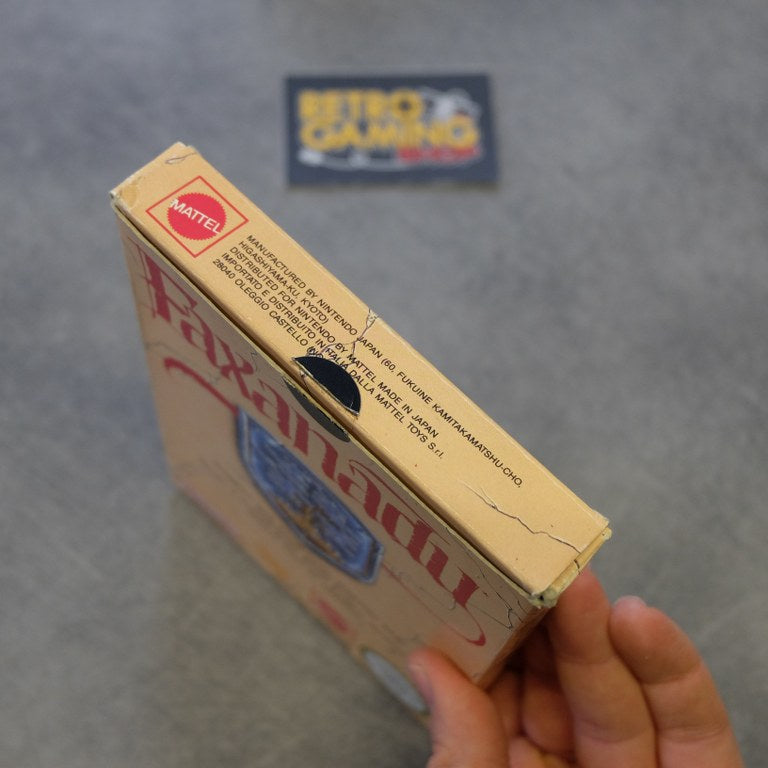 RETRO
GAMING
SHOP
MATTEL
MANUFACTURED BY NINTENDO JAPAN (60, FUKUINE KAMITAKAMATSHU-CHO,
HIGASHIYAMA-KU, KYOTO)
DISTRIBUTED FOR NINTENDO BY MATTEL MADE IN JAPAN
IMPORTATO E DISTRIBUITO IN ITALIA DALLA MATTEL TOYS S.r.l.
28040 OLEGGIO CASTELLO
Faxanadu